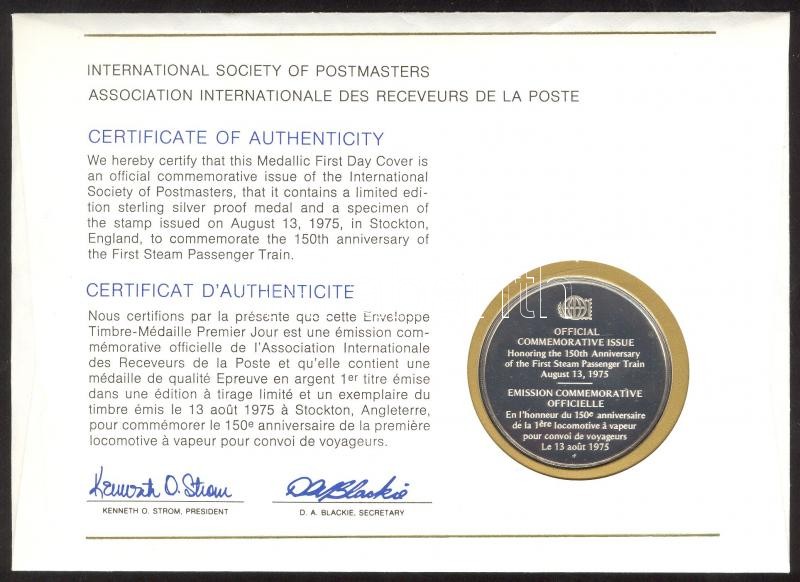 INTERNATIONAL SOCIETY OF POSTMASTERS
ASSOCIATION INTERNATIONALE DES RECEVEURS DE LA POSTE
CERTIFICATE OF AUTHENTICITY
We hereby certify that this Medallic First Day Cover is
an official commemorative issue of the International
Society of Postmasters, that it contains a limited edi-
tion sterling silver proof medal and a specimen of
the stamp issued on August 13, 1975, in Stockton,
England, to commemorate the 150th anniversary of
the First Steam Passenger Train.
CERTIFICAT D'AUTHENTICITE
Nous certifions par la présente que cette Enveloppe
Timbre-Médaille Premier Jour est une émission com-
mémorative officielle de l'Association Internationale
des Receveurs de la Poste et qu'elle contient une
médaille de qualité Epreuve en argent 1er titre émise
dans une édition à tirage limité et un exemplaire du
timbre émis le 13 août 1975 à Stockton, Angleterre,
pour commémorer le 150e anniversaire de la première
locomotive à vapeur pour convoi de voyageurs.
Kenneth O. Strom
KENNETH O. STROM, PRESIDENT
D A Blackie
D. A. BLACKIE, SECRETARY
OFFICIAL
COMMEMORATIVE ISSUE
Honoring the 150th Anniversary
of the First Steam Passenger Train
August 13, 1975
EMISSION COMMEMORATIVE
OFFICIELLE
En l'honneur du 150e anniversaire
de la 1ère locomotive à vapeur
pour convoi de voyageurs
Le 13 août 1975